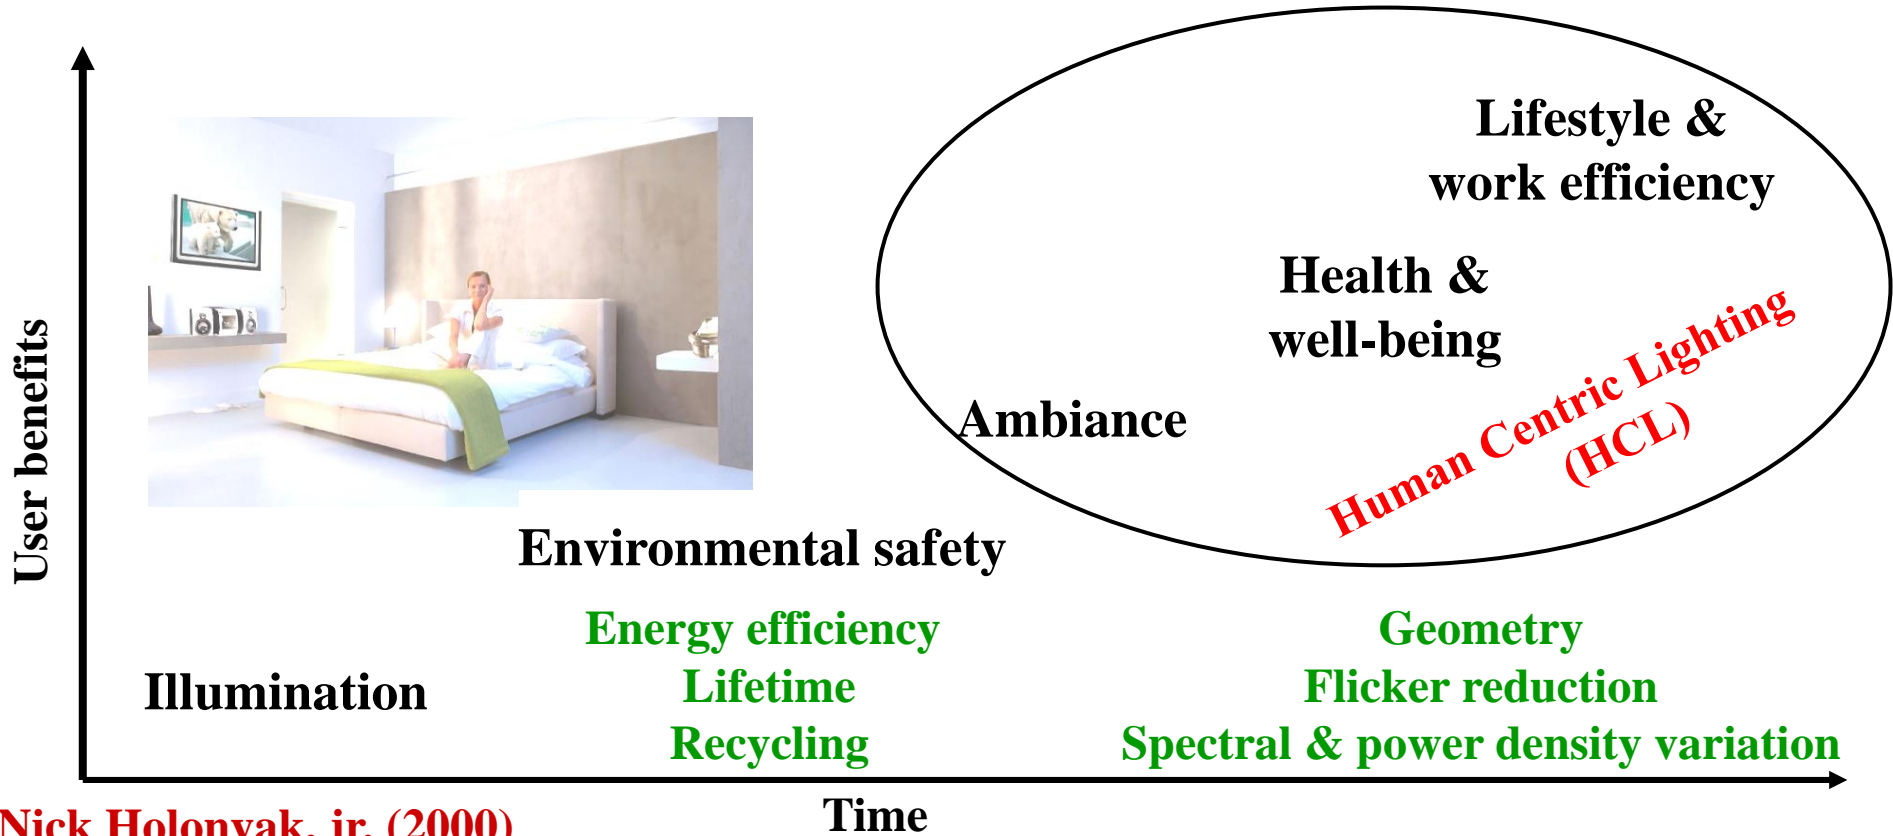 User benefits
Lifestyle &
work efficiency
Health &
well-being
Human Centric Lighting
(HCL)
Ambiance
Environmental safety
Energy efficiency
Lifetime
Recycling
Geometry
Flicker reduction
Spectral & power density variation
Illumination
Time
Nick Holonyak, jr. (2000)